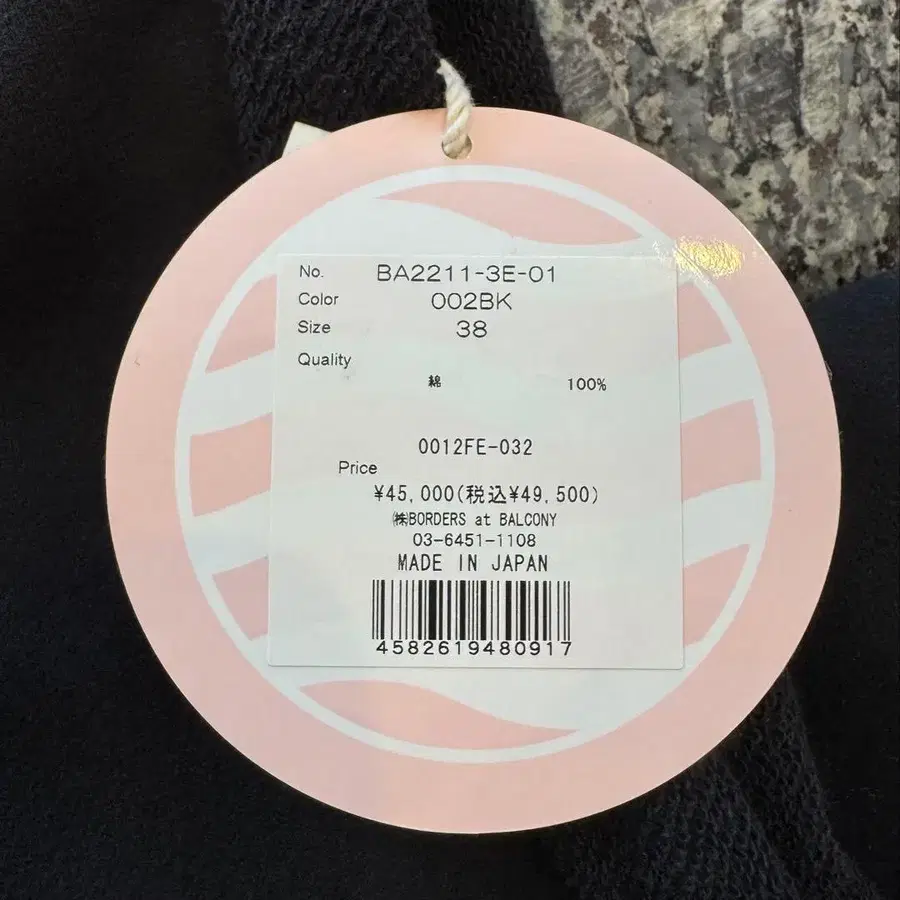 No. BA2211-3E-01
Color 002BK
Size 38
Quality
綿 100%
0012FE-032
Price
¥45,000(税込¥49,500)
㈱BORDERS at BALCONY
03-6451-1108
MADE IN JAPAN
4582619480917